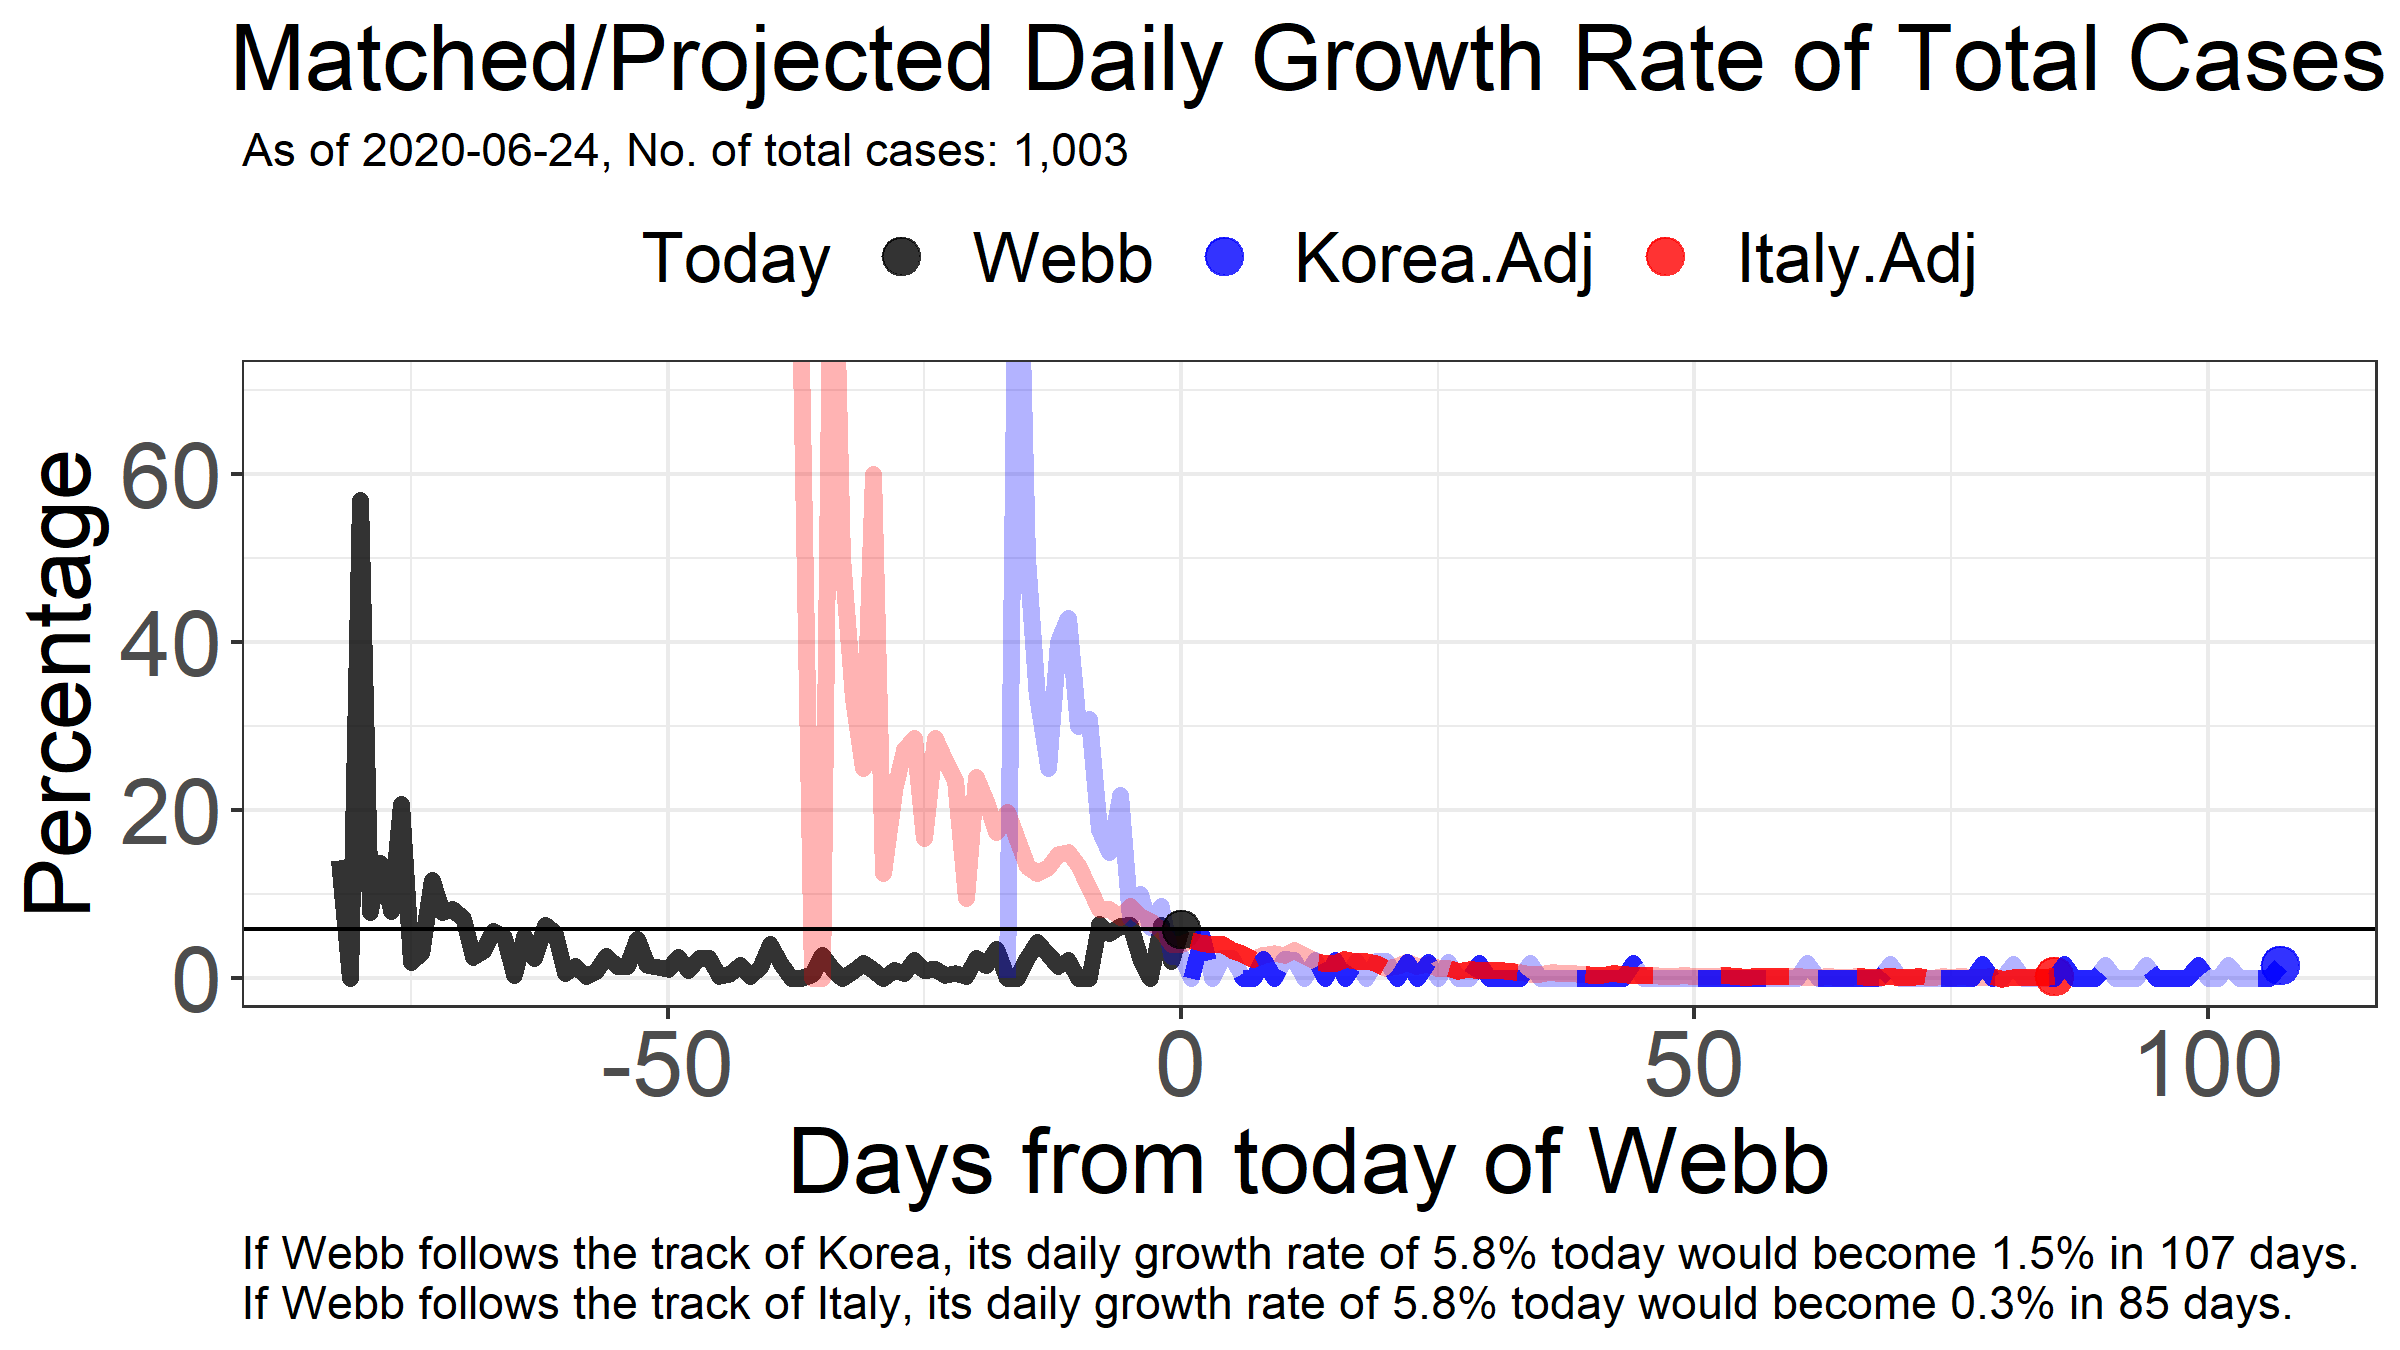 Matched/Projected Daily Growth Rate of Total Cases
As of 2020-06-24, No. of total cases: 1,003
Today Webb Korea.Adj Italy.Adj
Percentage
60
40
20
0
-50 0 50 100
Days from today of Webb
If Webb follows the track of Korea, its daily growth rate of 5.8% today would become 1.5% in 107 days.
If Webb follows the track of Italy, its daily growth rate of 5.8% today would become 0.3% in 85 days.